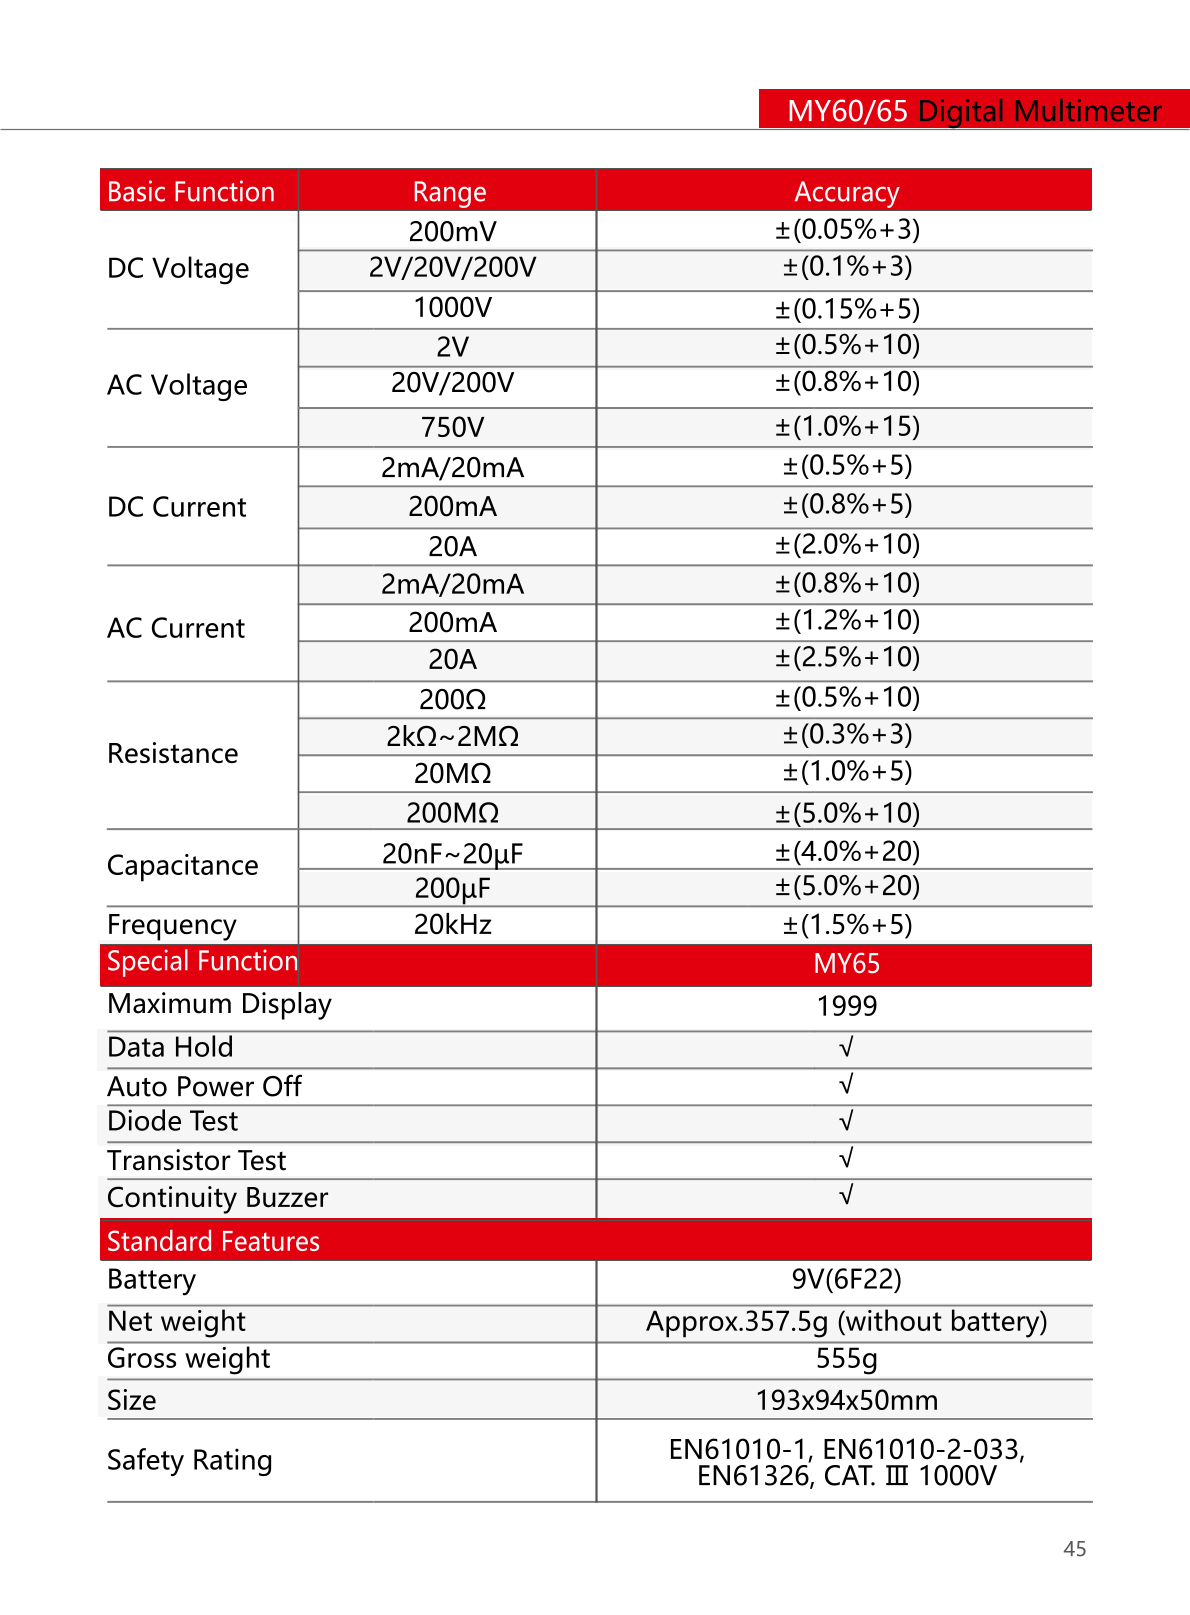 MY60/65 Digital Multimeter
Basic Function Range Accuracy
DC Voltage
200mV ±(0.05%+3)
2V/20V/200V ±(0.1%+3)
1000V ±(0.15%+5)
AC Voltage
2V ±(0.5%+10)
20V/200V ±(0.8%+10)
750V ±(1.0%+15)
DC Current
2mA/20mA ±(0.5%+5)
200mA ±(0.8%+5)
20A ±(2.0%+10)
AC Current
2mA/20mA ±(0.8%+10)
200mA ±(1.2%+10)
20A ±(2.5%+10)
Resistance
200Ω ±(0.5%+10)
2kΩ~2MΩ ±(0.3%+3)
20MΩ ±(1.0%+5)
200MΩ ±(5.0%+10)
Capacitance
20nF~20μF ±(4.0%+20)
200μF ±(5.0%+20)
Frequency 20kHz ±(1.5%+5)
Special Function MY65
Maximum Display 1999
Data Hold √
Auto Power Off √
Diode Test √
Transistor Test √
Continuity Buzzer √
Standard Features
Battery 9V(6F22)
Net weight Approx.357.5g (without battery)
Gross weight 555g
Size 193x94x50mm
Safety Rating
EN61010-1, EN61010-2-033,
EN61326, CAT. Ⅲ 1000V
45